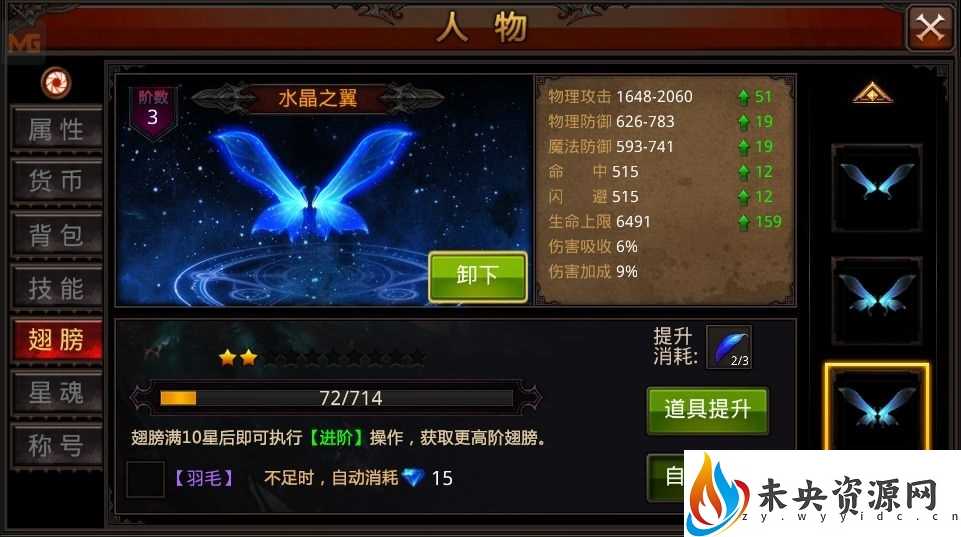 人物
MG
属性
货币
背包
技能
翅膀
星魂
称号
阶数
3
水晶之翼
卸下
物理攻击 1648-2060 51
物理防御 626-783 19
魔法防御 593-741 19
命中 515 12
闪避 515 12
生命上限 6491 159
伤害吸收 6%
伤害加成 9%
提升
消耗:
2/3
72/714
道具提升
翅膀满10星后即可执行【进阶】操作，获取更高阶翅膀。
【羽毛】 不足时，自动消耗 15
自
未央资源网
zy.wyyidc.cn